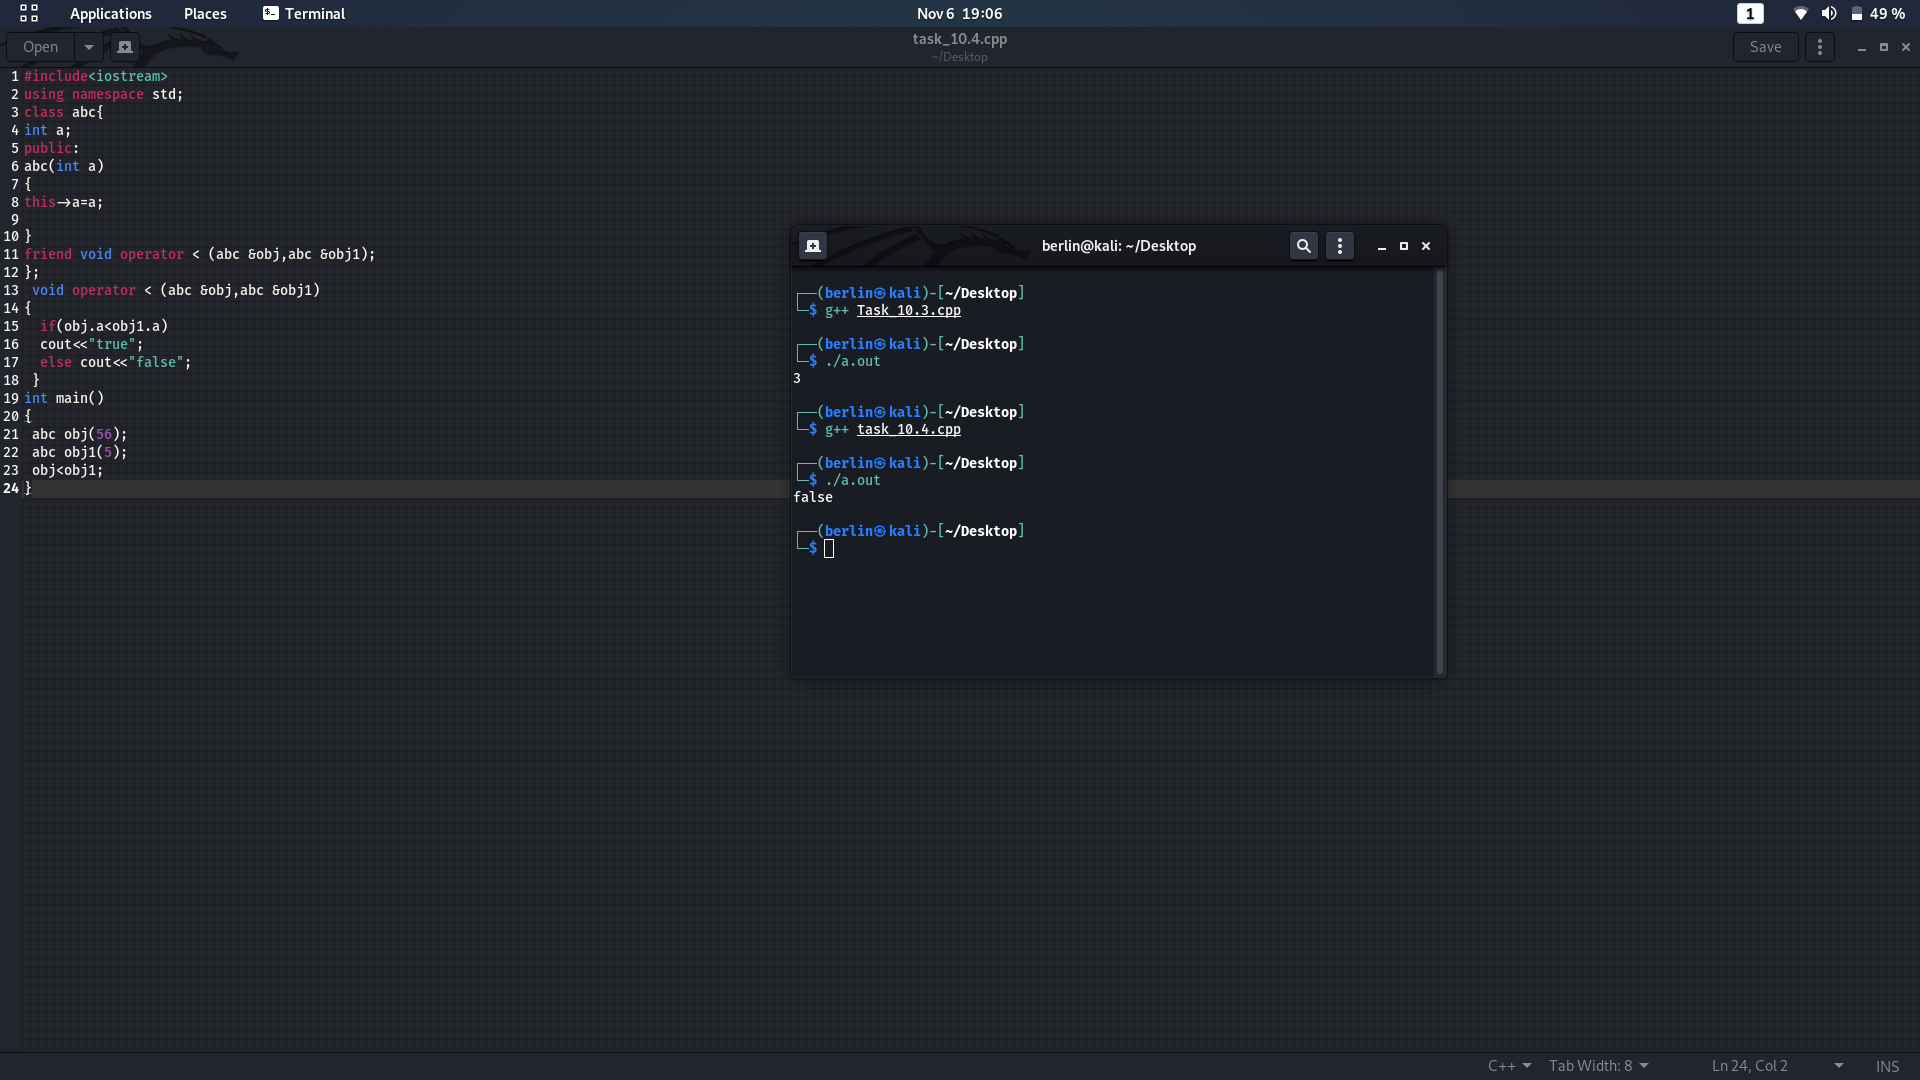 Applications Places Terminal Nov 6 19:06 1 49 %
Open task_10.4.cpp Save
~/Desktop
1 #include<iostream>
2 using namespace std;
3 class abc{
4 int a;
5 public:
6 abc(int a)
7 {
8 this->a=a;
9
10 }
11 friend void operator < (abc &obj,abc &obj1);
12 };
13  void operator < (abc &obj,abc &obj1)
14 {
15   if(obj.a<obj1.a)
16   cout<<"true";
17   else cout<<"false";
18  }
19 int main()
20 {
21  abc obj(56);
22  abc obj1(5);
23  obj<obj1;
24 }
berlin@kali: ~/Desktop
┌──(berlin㉿kali)-[~/Desktop]
└─$ g++ Task_10.3.cpp
┌──(berlin㉿kali)-[~/Desktop]
└─$ ./a.out
3
┌──(berlin㉿kali)-[~/Desktop]
└─$ g++ task_10.4.cpp
┌──(berlin㉿kali)-[~/Desktop]
└─$ ./a.out
false
┌──(berlin㉿kali)-[~/Desktop]
└─$
C++ Tab Width: 8 Ln 24, Col 2 INS